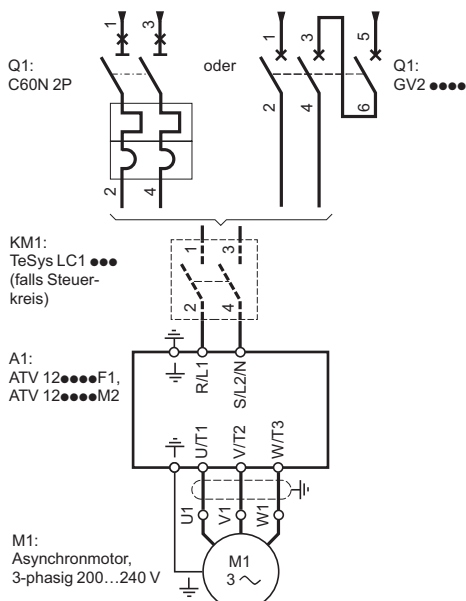 1 3
1 3 5
Q1:
C60N 2P
oder
Q1:
GV2 ●●●●
2 4
2 4 6
KM1:
TeSys LC1 ●●●
(falls Steuer-
kreis)
1 3
2 4
A1:
ATV 12●●●●F1,
ATV 12●●●●M2
R/L1
S/L2/N
U/T1
V/T2
W/T3
U1
V1
W1
M1:
Asynchronmotor,
3-phasig 200…240 V
M1
3 ~